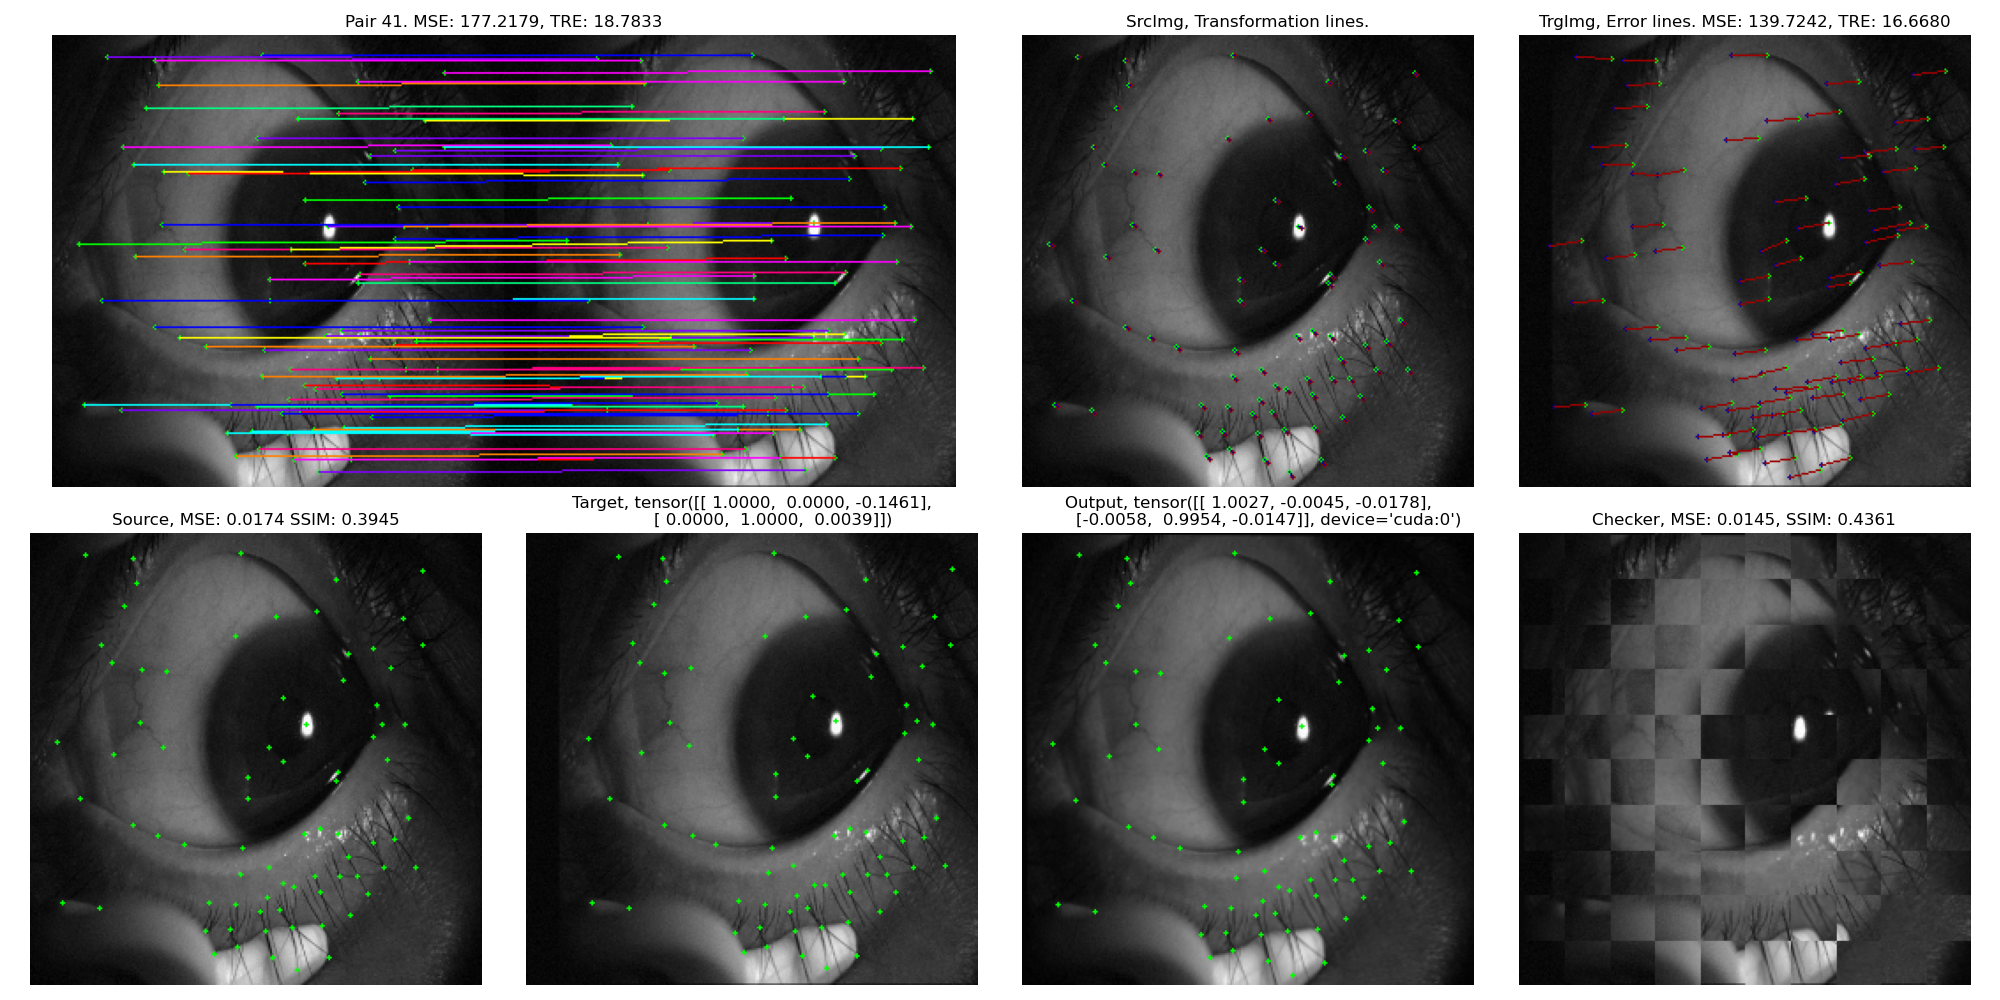 Pair 41. MSE: 177.2179, TRE: 18.7833
SrcImg, Transformation lines.
TrgImg, Error lines. MSE: 139.7242, TRE: 16.6680
Source, MSE: 0.0174 SSIM: 0.3945
Target, tensor([[ 1.0000,  0.0000, -0.1461],
[ 0.0000,  1.0000,  0.0039]])
Output, tensor([[ 1.0027, -0.0045, -0.0178],
[-0.0058,  0.9954, -0.0147]], device='cuda:0')
Checker, MSE: 0.0145, SSIM: 0.4361